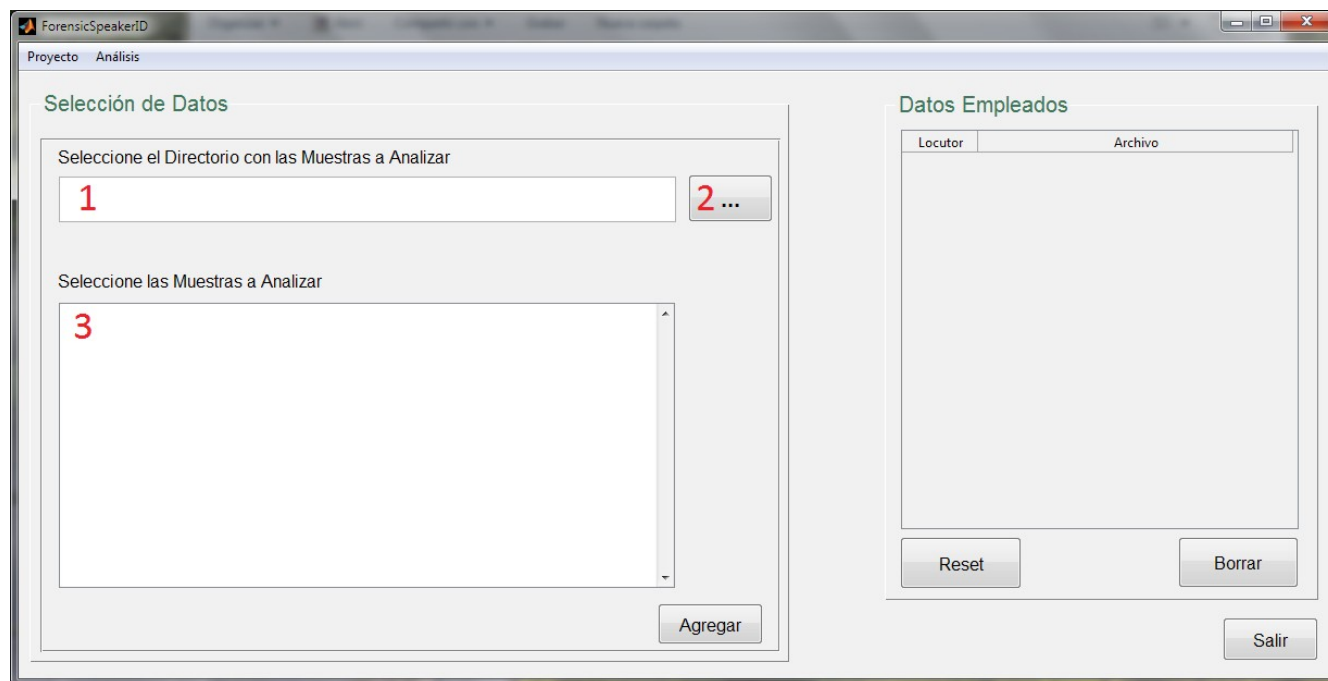 ForensicSpeakerID
Proyecto Análisis
Selección de Datos
Seleccione el Directorio con las Muestras a Analizar
1
2 ...
Seleccione las Muestras a Analizar
3
Agregar
Datos Empleados
Locutor Archivo
Reset Borrar
Salir